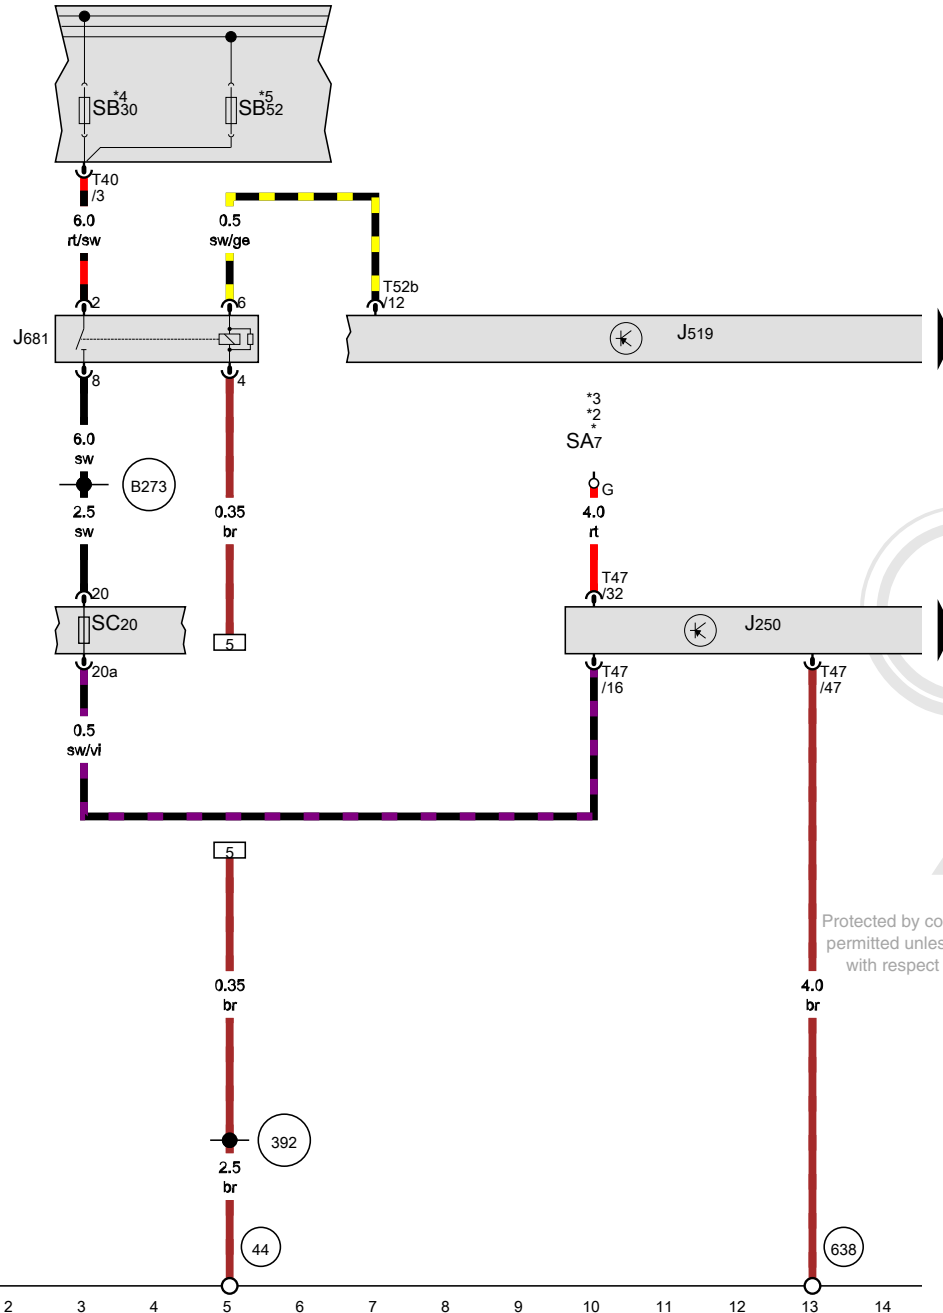 *4
SB30
*5
SB52
T40
/3
6.0
rt/sw
0.5
sw/ge
T52b
/12
2
6
J681
J519
8
4
*3
*2
*
SA7
6.0
sw
B273
G
2.5
sw
0.35
br
4.0
rt
20
T47
/32
SC20
J250
5
20a
T47
/16
T47
/47
0.5
sw/vi
5
Protected by co
permitted unles
with respect
0.35
br
4.0
br
392
2.5
br
44
638
2 3 4 5 6 7 8 9 10 11 12 13 14